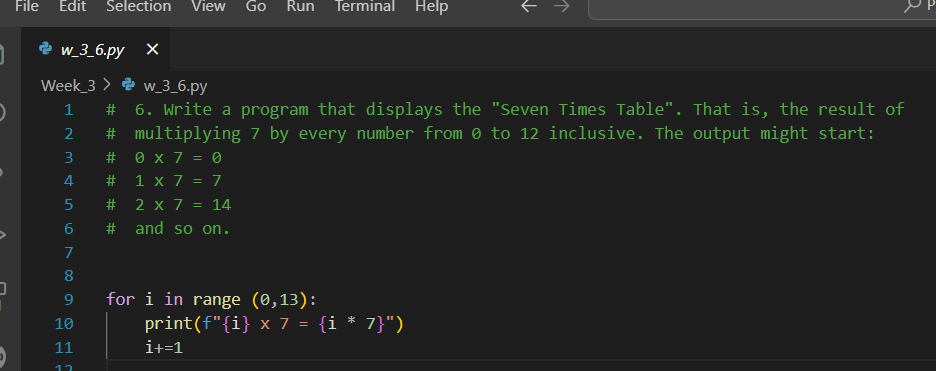 File Edit Selection View Go Run Terminal Help
w_3_6.py
Week_3 > w_3_6.py
1 # 6. Write a program that displays the "Seven Times Table". That is, the result of
2 # multiplying 7 by every number from 0 to 12 inclusive. The output might start:
3 # 0 x 7 = 0
4 # 1 x 7 = 7
5 # 2 x 7 = 14
6 # and so on.
7
8
9 for i in range (0,13):
10     print(f"{i} x 7 = {i * 7}")
11     i+=1
12